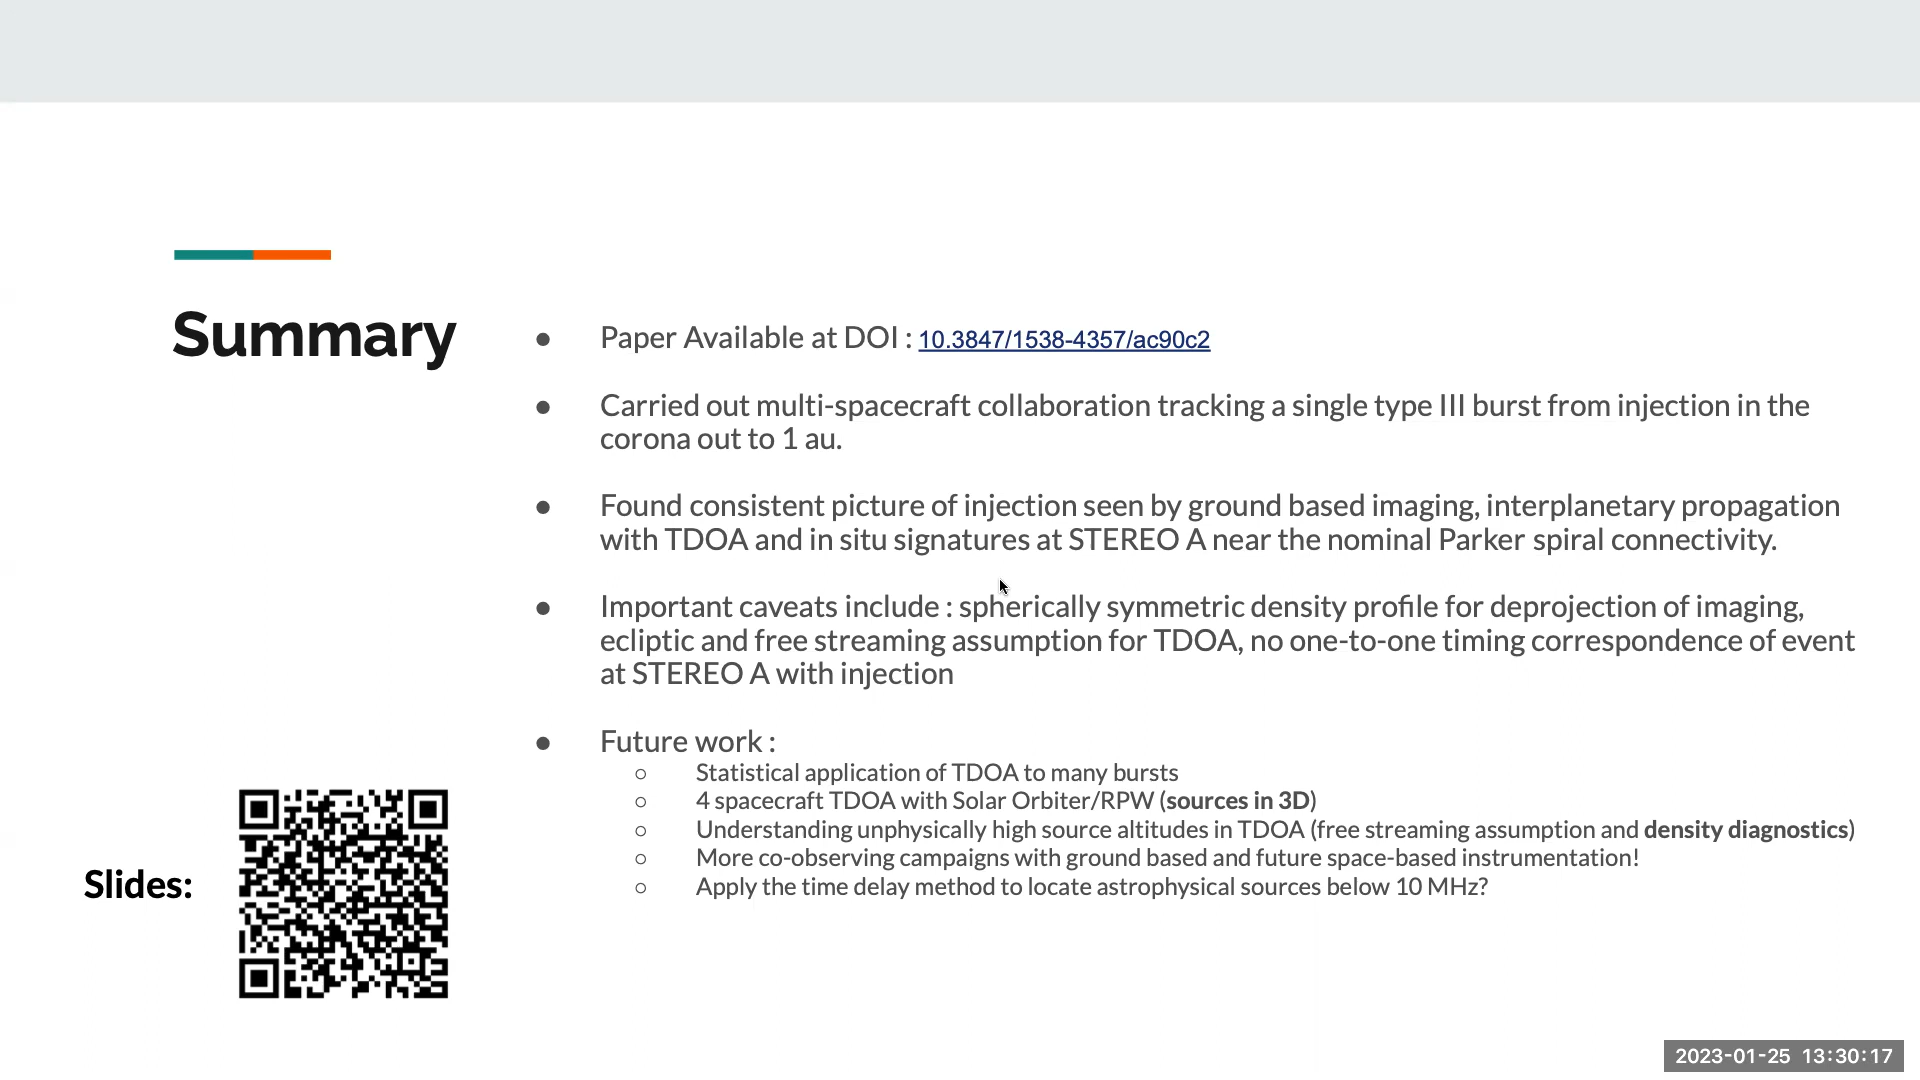 Summary
● Paper Available at DOI : 10.3847/1538-4357/ac90c2
● Carried out multi-spacecraft collaboration tracking a single type III burst from injection in the
corona out to 1 au.
● Found consistent picture of injection seen by ground based imaging, interplanetary propagation
with TDOA and in situ signatures at STEREO A near the nominal Parker spiral connectivity.
● Important caveats include : spherically symmetric density profile for deprojection of imaging,
ecliptic and free streaming assumption for TDOA, no one-to-one timing correspondence of event
at STEREO A with injection
● Future work :
○ Statistical application of TDOA to many bursts
○ 4 spacecraft TDOA with Solar Orbiter/RPW (sources in 3D)
○ Understanding unphysically high source altitudes in TDOA (free streaming assumption and density diagnostics)
○ More co-observing campaigns with ground based and future space-based instrumentation!
○ Apply the time delay method to locate astrophysical sources below 10 MHz?
Slides:
2023-01-25 13:30:17